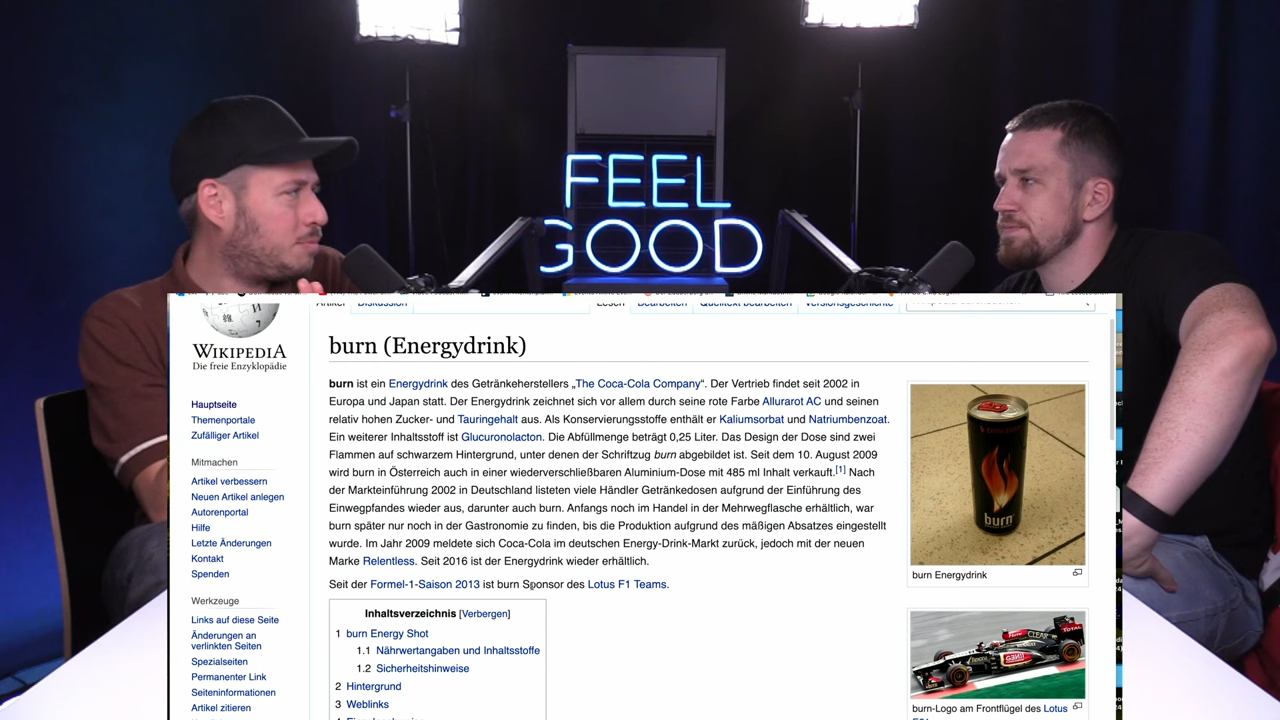 FEEL
GOOD
Artikel Diskussion Lesen Bearbeiten Quelltext bearbeiten Versionsgeschichte
WIKIPEDIA
Die freie Enzyklopädie
Hauptseite
Themenportale
Zufälliger Artikel
Mitmachen
Artikel verbessern
Neuen Artikel anlegen
Autorenportal
Hilfe
Letzte Änderungen
Kontakt
Spenden
Werkzeuge
Links auf diese Seite
Änderungen an
verlinkten Seiten
Spezialseiten
Permanenter Link
Seiteninformationen
Artikel zitieren
burn (Energydrink)
burn ist ein Energydrink des Getränkeherstellers „The Coca-Cola Company“. Der Vertrieb findet seit 2002 in
Europa und Japan statt. Der Energydrink zeichnet sich vor allem durch seine rote Farbe Allurarot AC und seinen
relativ hohen Zucker- und Tauringehalt aus. Als Konservierungsstoffe enthält er Kaliumsorbat und Natriumbenzoat.
Ein weiterer Inhaltsstoff ist Glucuronolacton. Die Abfüllmenge beträgt 0,25 Liter. Das Design der Dose sind zwei
Flammen auf schwarzem Hintergrund, unter denen der Schriftzug burn abgebildet ist. Seit dem 10. August 2009
wird burn in Österreich auch in einer wiederverschließbaren Aluminium-Dose mit 485 ml Inhalt verkauft.[1] Nach
der Markteinführung 2002 in Deutschland listeten viele Händler Getränkedosen aufgrund der Einführung des
Einwegpfandes wieder aus, darunter auch burn. Anfangs noch im Handel in der Mehrwegflasche erhältlich, war
burn später nur noch in der Gastronomie zu finden, bis die Produktion aufgrund des mäßigen Absatzes eingestellt
wurde. Im Jahr 2009 meldete sich Coca-Cola im deutschen Energy-Drink-Markt zurück, jedoch mit der neuen
Marke Relentless. Seit 2016 ist der Energydrink wieder erhältlich.
Seit der Formel-1-Saison 2013 ist burn Sponsor des Lotus F1 Teams.
Inhaltsverzeichnis [Verbergen]
1 burn Energy Shot
1.1 Nährwertangaben und Inhaltsstoffe
1.2 Sicherheitshinweise
2 Hintergrund
3 Weblinks
burn
burn Energydrink
CLEAR
TOTAL
burn-Logo am Frontflügel des Lotus